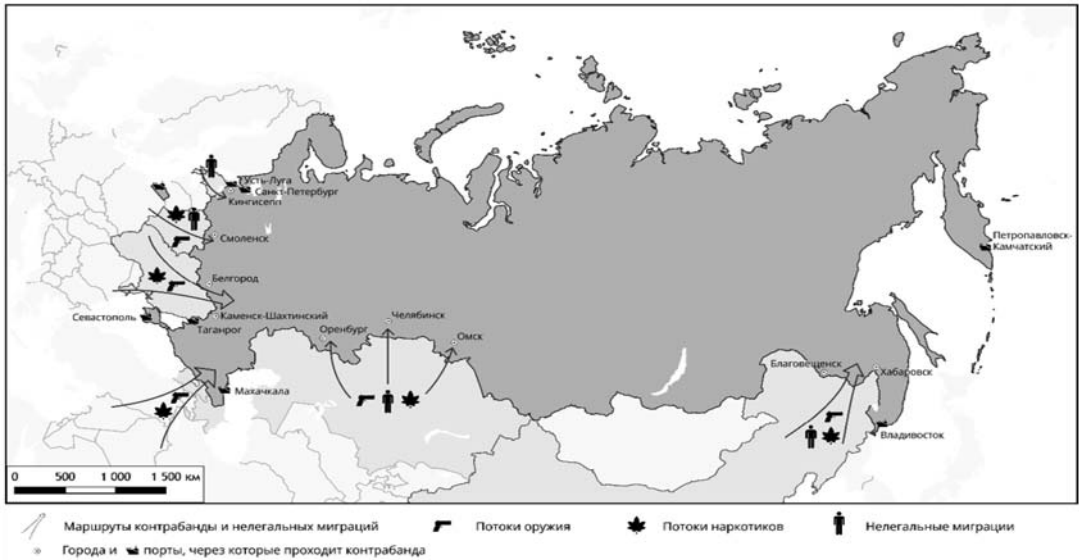 Усть-Луга
Санкт-Петербург
Кингисепп
Смоленск
Петропавловск-
Камчатский
Белгород
Севастополь
Каменск-Шахтинский
Таганрог
Челябинск
Оренбург
Омск
Благовещенск
Хабаровск
Махачкала
Владивосток
0 500 1 000 1 500 км
Маршруты контрабанды и нелегальных миграций Потоки оружия Потоки наркотиков Нелегальные миграции
Города и порты, через которые проходит контрабанда